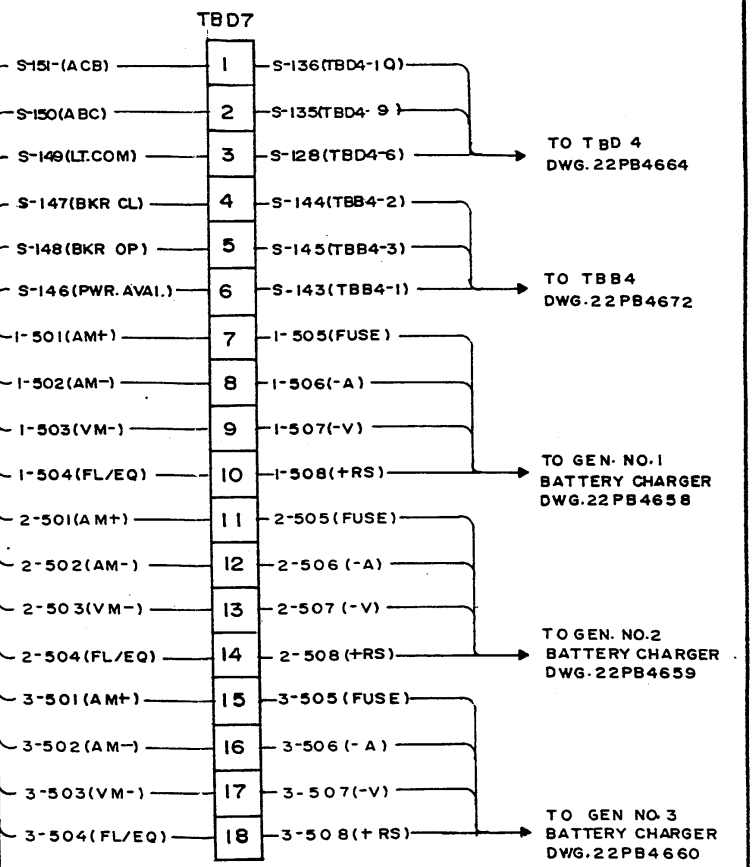 TBD7
S-151-(ACB) 1 S-136(TBD4-10)
S-150(ABC) 2 S-135(TBD4-9)
S-149(LT.COM) 3 S-128(TBD4-6)
TO TBD 4
DWG.22PB4664
S-147(BKR CL) 4 S-144(TBB4-2)
S-148(BKR OP) 5 S-145(TBB4-3)
S-146(PWR.AVAI.) 6 S-143(TBB4-1)
TO TBB4
DWG.22PB4672
1-501(AM+) 7 1-505(FUSE)
1-502(AM-) 8 1-506(-A)
1-503(VM-) 9 1-507(-V)
1-504(FL/EQ) 10 1-508(+RS)
TO GEN. NO.1
BATTERY CHARGER
DWG.22PB4658
2-501(AM+) 11 2-505(FUSE)
2-502(AM-) 12 2-506(-A)
2-503(VM-) 13 2-507(-V)
2-504(FL/EQ) 14 2-508(+RS)
TO GEN. NO.2
BATTERY CHARGER
DWG.22PB4659
3-501(AM+) 15 3-505(FUSE)
3-502(AM-) 16 3-506(-A)
3-503(VM-) 17 3-507(-V)
3-504(FL/EQ) 18 3-508(+RS)
TO GEN NO.3
BATTERY CHARGER
DWG.22PB4660